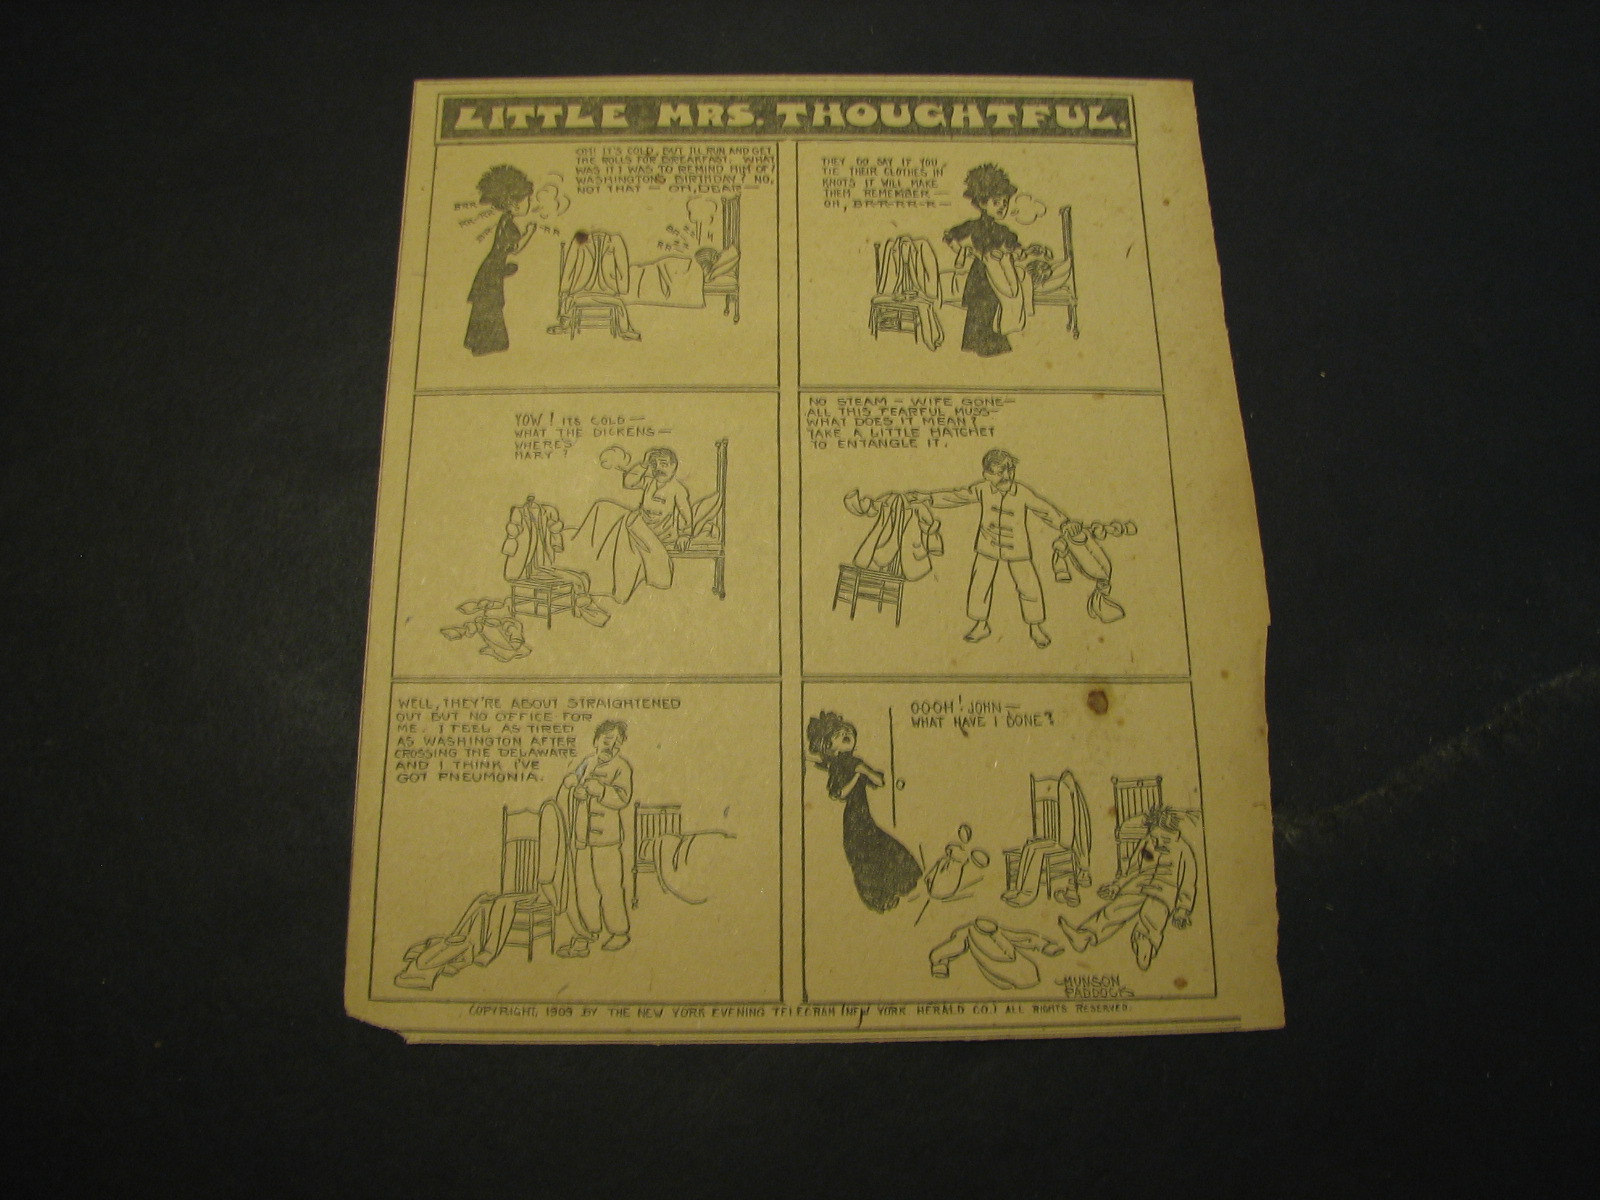 LITTLE MRS. THOUGHTFUL.
OH! IT'S COLD, BUT I'LL RUN AND GET
THE ROLLS FOR BREAKFAST. WHAT
WAS IT I WAS TO REMIND HIM OF?
WASHINGTON'S BIRTHDAY? NO,
NOT THAT — OH, DEAR —
BRR
RR-RR
BR
-RR
THEY DO SAY IF YOU
TIE THEIR CLOTHES IN
KNOTS IT WILL MAKE
THEM REMEMBER —
OH, BR-R-RR-R —
YOW! ITS COLD —
WHAT THE DICKENS —
WHERE'S
MARY?
NO STEAM — WIFE GONE —
ALL THIS FEARFUL MUSS —
WHAT DOES IT MEAN?
TAKE A LITTLE HATCHET
TO ENTANGLE IT.
WELL, THEY'RE ABOUT STRAIGHTENED
OUT BUT NO OFFICE FOR
ME. I FEEL AS TIRED
AS WASHINGTON AFTER
CROSSING THE DELAWARE
AND I THINK I'VE
GOT PNEUMONIA.
OOOH! JOHN —
WHAT HAVE I DONE?
MUNSON
PADDOCK
COPYRIGHT, 1909 BY THE NEW YORK EVENING TELEGRAM (NEW YORK HERALD CO.) ALL RIGHTS RESERVED.